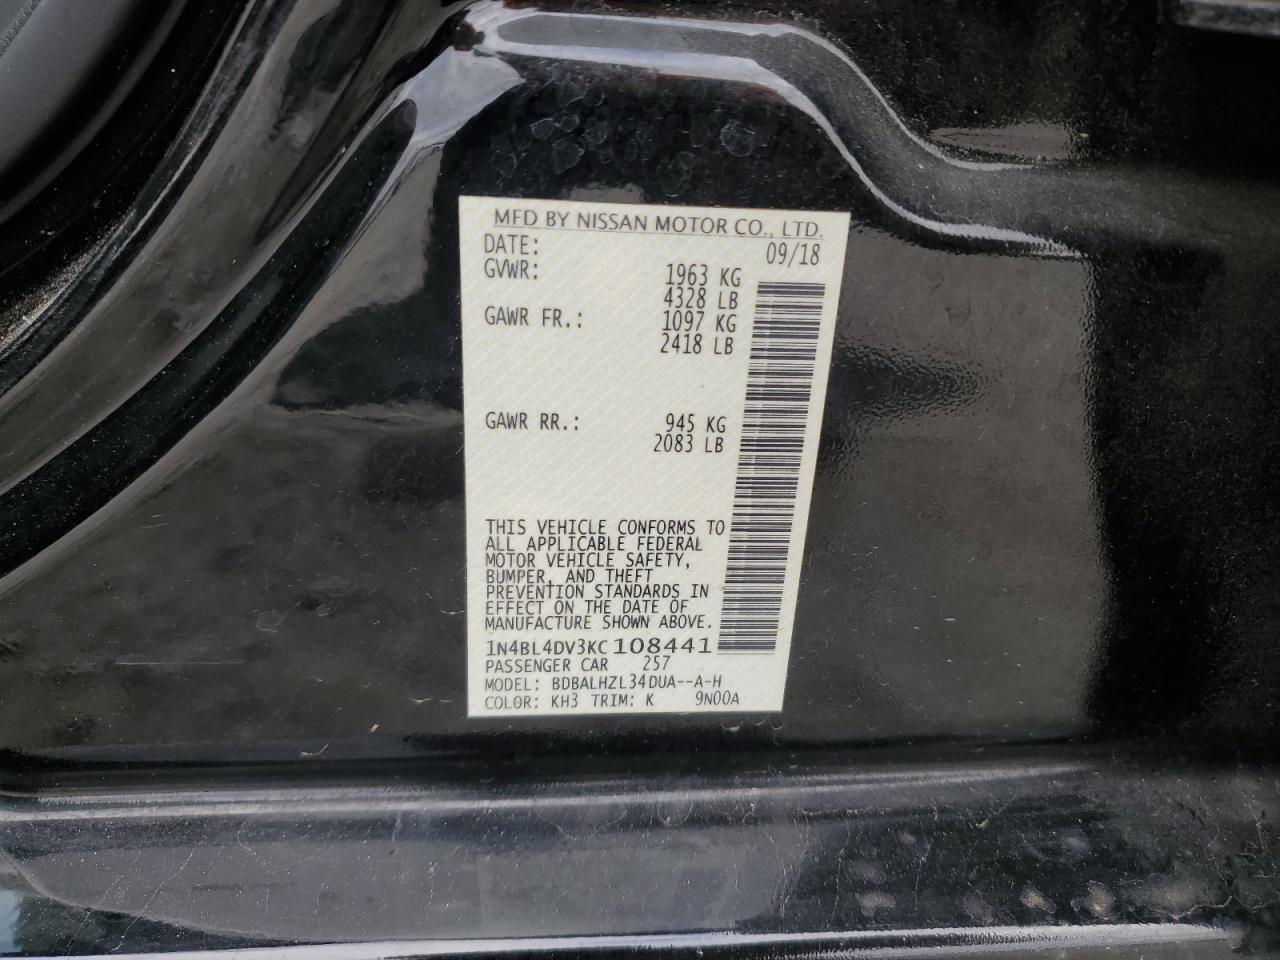 MFD BY NISSAN MOTOR CO., LTD.
DATE: 09/18
GVWR: 1963 KG
4328 LB
GAWR FR.: 1097 KG
2418 LB
GAWR RR.: 945 KG
2083 LB
THIS VEHICLE CONFORMS TO
ALL APPLICABLE FEDERAL
MOTOR VEHICLE SAFETY,
BUMPER, AND THEFT
PREVENTION STANDARDS IN
EFFECT ON THE DATE OF
MANUFACTURE SHOWN ABOVE.
1N4BL4DV3KC108441
PASSENGER CAR 257
MODEL: BDBALHZL34DUA--A-H
COLOR: KH3 TRIM: K 9N00A